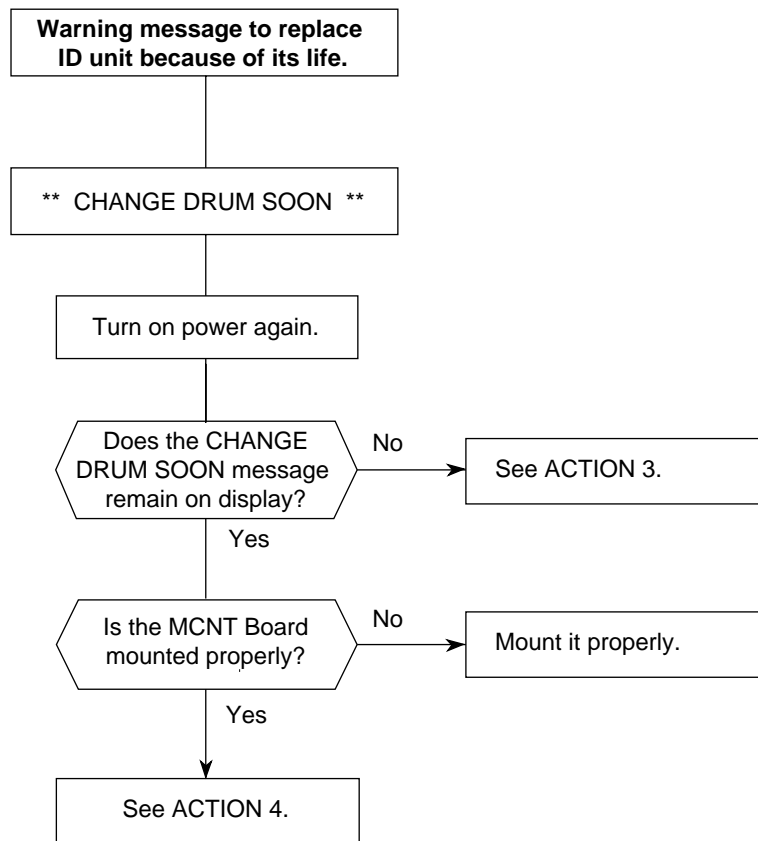 Warning message to replace
ID unit because of its life.
** CHANGE DRUM SOON **
Turn on power again.
Does the CHANGE
DRUM SOON message
remain on display?
No
See ACTION 3.
Yes
Is the MCNT Board
mounted properly?
No
Mount it properly.
Yes
See ACTION 4.